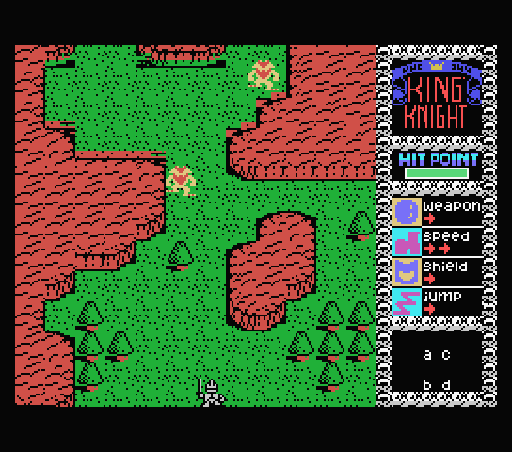 KING
KNIGHT
HIT POINT
weapon
speed
shield
jump
a c
b d